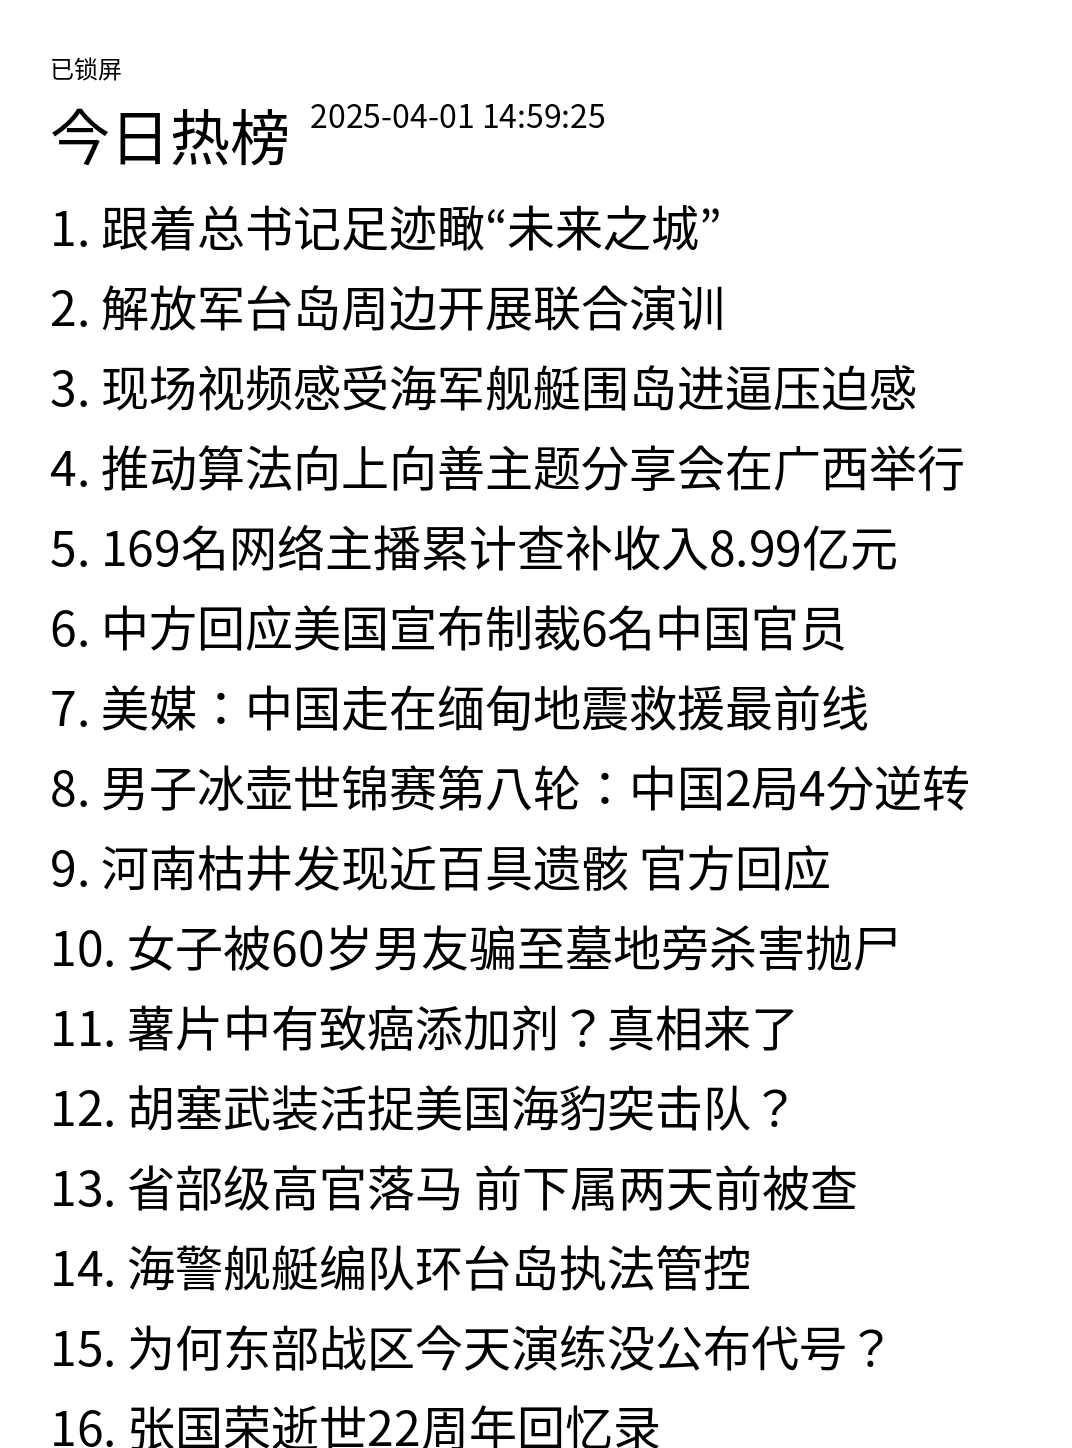 已锁屏
今日热榜 2025-04-01 14:59:25
1. 跟着总书记足迹瞰“未来之城”
2. 解放军台岛周边开展联合演训
3. 现场视频感受海军舰艇围岛进逼压迫感
4. 推动算法向上向善主题分享会在广西举行
5. 169名网络主播累计查补收入8.99亿元
6. 中方回应美国宣布制裁6名中国官员
7. 美媒：中国走在缅甸地震救援最前线
8. 男子冰壶世锦赛第八轮：中国2局4分逆转
9. 河南枯井发现近百具遗骸 官方回应
10. 女子被60岁男友骗至墓地旁杀害抛尸
11. 薯片中有致癌添加剂？真相来了
12. 胡塞武装活捉美国海豹突击队？
13. 省部级高官落马 前下属两天前被查
14. 海警舰艇编队环台岛执法管控
15. 为何东部战区今天演练没公布代号？
16. 张国荣逝世22周年回忆录